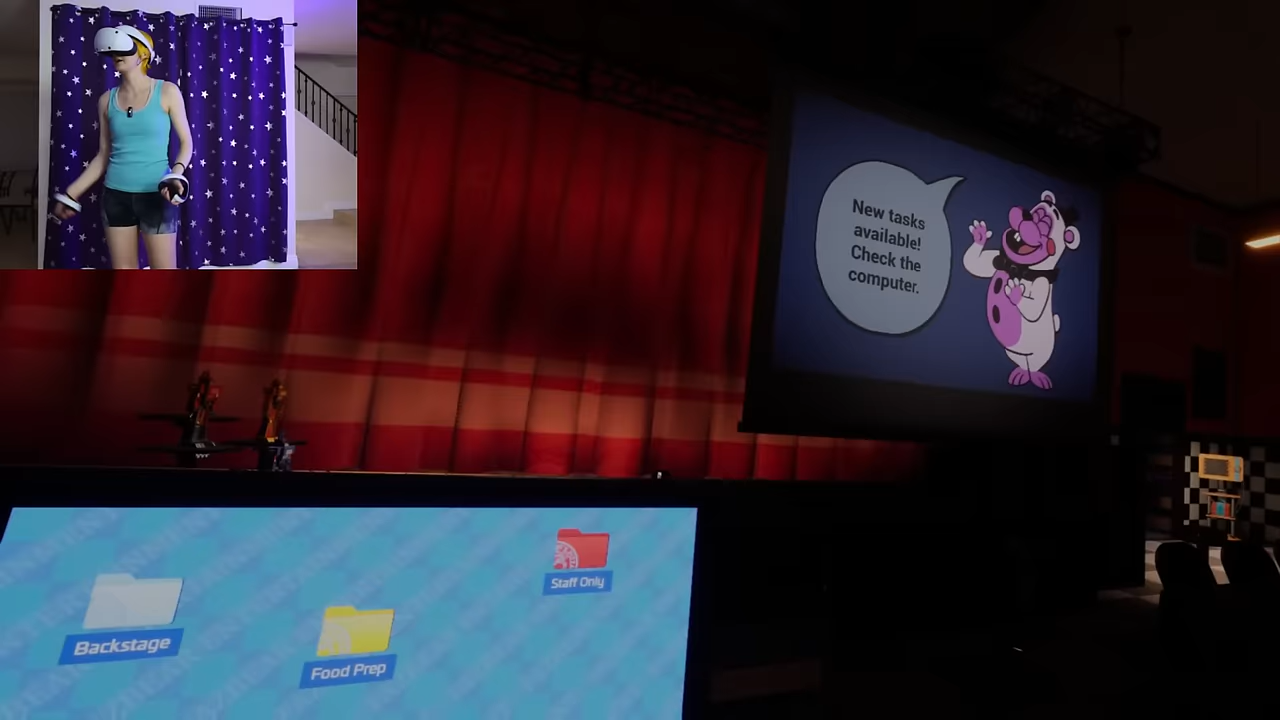 New tasks
available!
Check the
computer.
Staff Only
Backstage
Food Prep